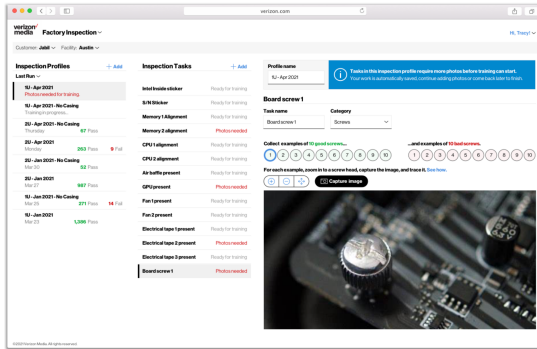 verizon.com
verizon✓
media
Factory Inspection
Hi, Tracy!
Customer: Jabil Facility: Austin
Inspection Profiles + Add
Last Run
1U - Apr 2021
Photos needed for training.
1U - Apr 2021 - No Casing
Training in progress...
2U - Apr 2021 - No Casing
Thursday 67 Pass
2U - Apr 2021
Monday 263 Pass 9 Fail
2U - Jan 2021 - No Casing
Mar 30 52 Pass
2U - Jan 2021
Mar 27 987 Pass
1U - Jan 2021 - No Casing
Mar 25 271 Pass 14 Fail
1U - Jan 2021
Mar 23 1,386 Pass
Inspection Tasks + Add
Intel Inside sticker Ready for training
S/N Sticker Ready for training
Memory 1 Alignment Ready for training
Memory 2 alignment Photos needed
CPU 1 alignment Ready for training
CPU 2 alignment Ready for training
Air baffle present Ready for training
GPU present Photos needed
Fan 1 present Ready for training
Fan 2 present Ready for training
Electrical tape 1 present Ready for training
Electrical tape 2 present Photos needed
Electrical tape 3 present Ready for training
Board screw 1 Photos needed
Profile name
1U - Apr 2021
Tasks in this inspection profile require more photos before training can start.
Your work is automatically saved; continue adding photos or come back later to finish.
Board screw 1
Task name Category
Board screw 1 Screws
Collect examples of 10 good screws... ...and examples of 10 bad screws.
1 2 3 4 5 6 7 8 9 10 1 2 3 4 5 6 7 8 9 10
For each example, zoom in to a screw head, capture the image, and trace it. See how.
Capture image
©2021 Verizon Media. All rights reserved.